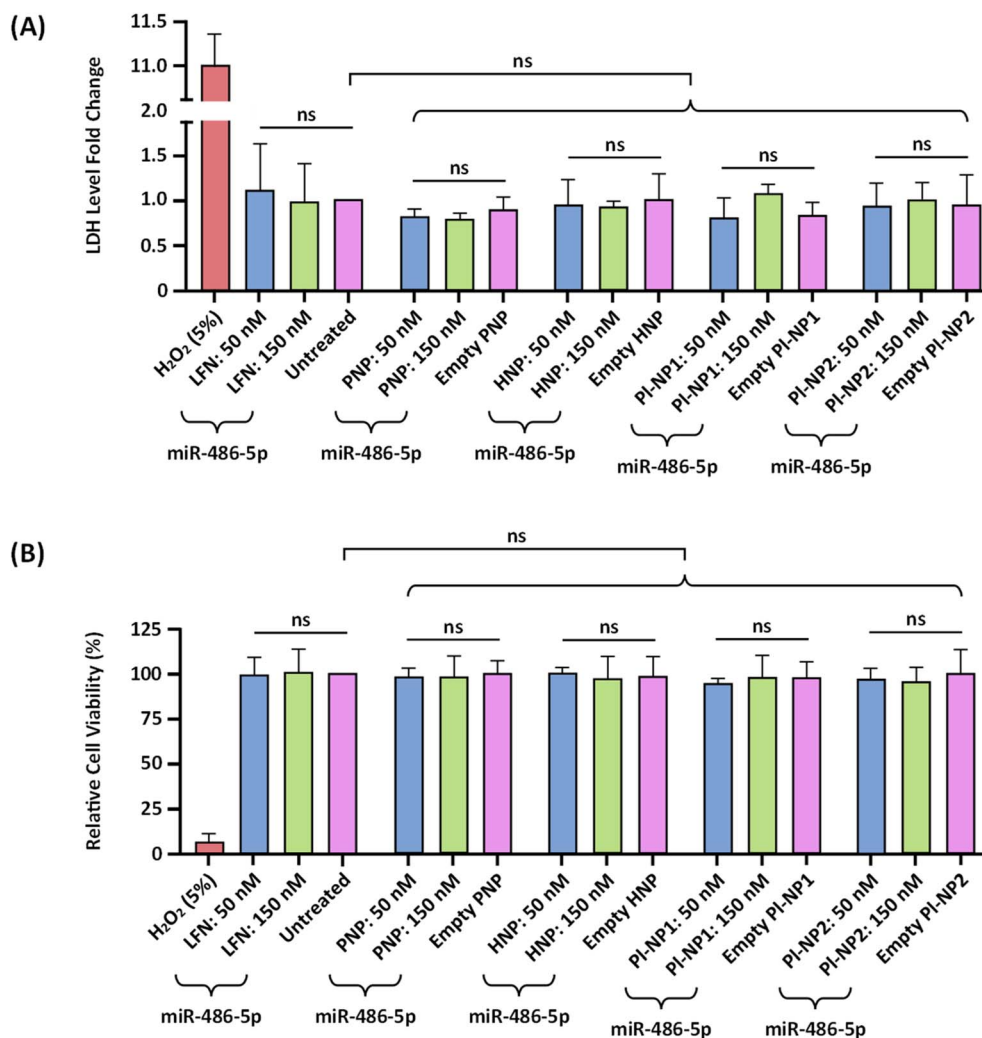 (A)
LDH Level Fold Change
11.5
11.0
2.0
1.5
1.0
0.5
0
ns
ns
ns
ns
ns
ns
H₂O₂ (5%)
LFN: 50 nM
LFN: 150 nM
Untreated
PNP: 50 nM
PNP: 150 nM
Empty PNP
HNP: 50 nM
HNP: 150 nM
Empty HNP
PI-NP1: 50 nM
PI-NP1: 150 nM
Empty PI-NP1
PI-NP2: 50 nM
PI-NP2: 150 nM
Empty PI-NP2
miR-486-5p
miR-486-5p
miR-486-5p
miR-486-5p
miR-486-5p
(B)
Relative Cell Viability (%)
125
100
75
50
25
0
ns
ns
ns
ns
ns
ns
H₂O₂ (5%)
LFN: 50 nM
LFN: 150 nM
Untreated
PNP: 50 nM
PNP: 150 nM
Empty PNP
HNP: 50 nM
HNP: 150 nM
Empty HNP
PI-NP1: 50 nM
PI-NP1: 150 nM
Empty PI-NP1
PI-NP2: 50 nM
PI-NP2: 150 nM
Empty PI-NP2
miR-486-5p
miR-486-5p
miR-486-5p
miR-486-5p
miR-486-5p